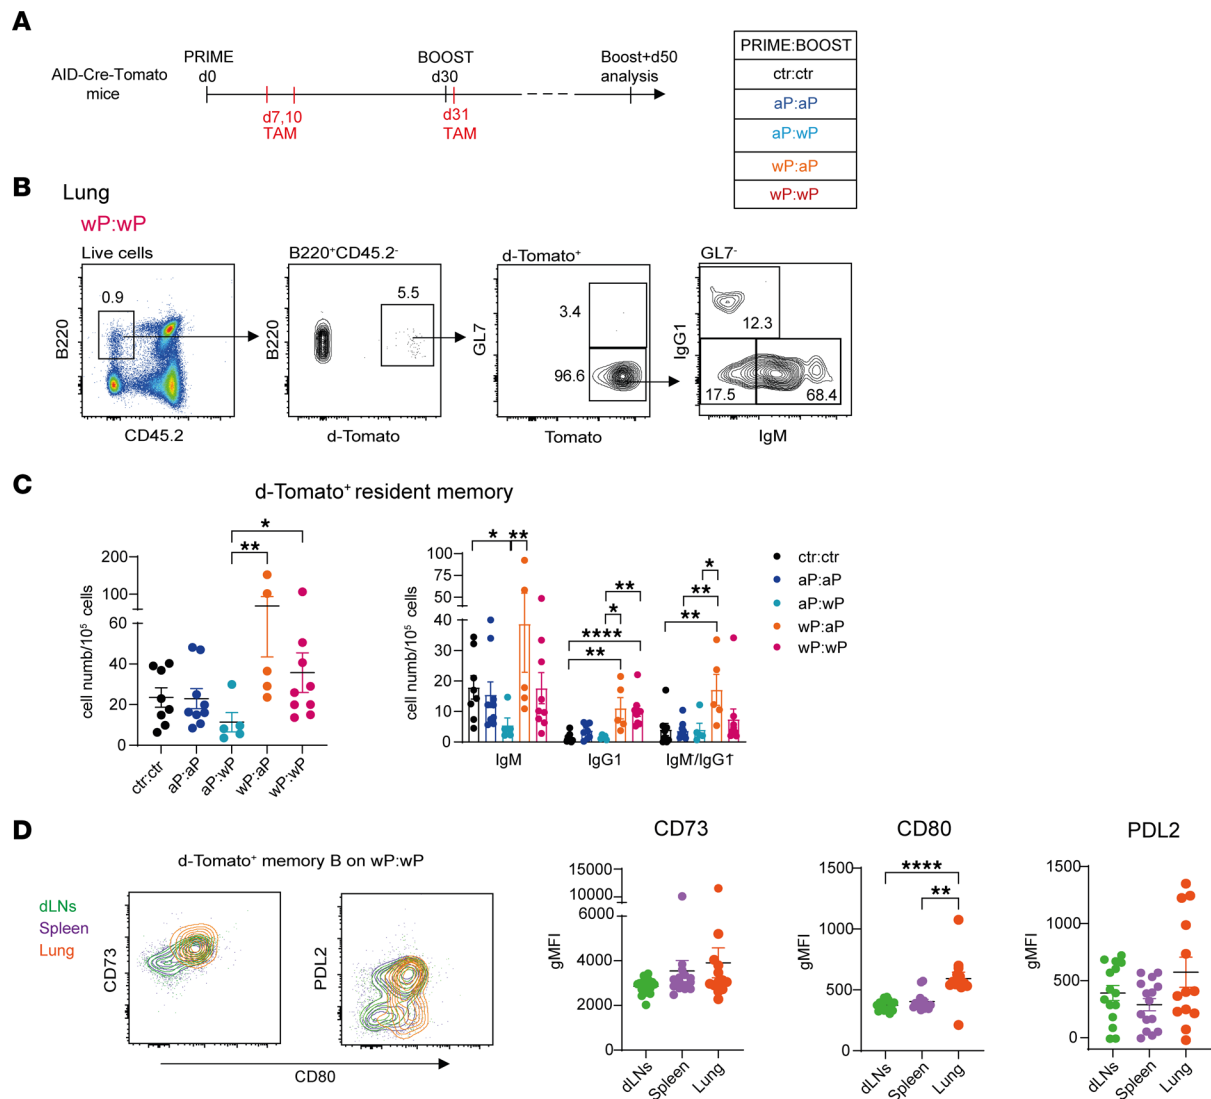 A
PRIME
d0
BOOST
d30
Boost+d50
analysis
AID-Cre-Tomato
mice
d7,10
TAM
d31
TAM
PRIME:BOOST
ctr:ctr
aP:aP
aP:wP
wP:aP
wP:wP
B
Lung
wP:wP
Live cells
0.9
B220
CD45.2
B220⁺CD45.2⁻
5.5
B220
d-Tomato
d-Tomato⁺
3.4
96.6
GL7
Tomato
GL7⁻
12.3
17.5
68.4
IgG1
IgM
C
d-Tomato⁺ resident memory
cell numb/10⁵ cells
200
100
60
40
20
0
*
**
ctr:ctr
aP:aP
aP:wP
wP:aP
wP:wP
cell numb/10⁵ cells
100
75
50
40
30
20
10
0
* **
**
*
****
**
*
**
**
IgM
IgG1
IgM⁻/IgG1⁻
ctr:ctr
aP:aP
aP:wP
wP:aP
wP:wP
D
d-Tomato⁺ memory B on wP:wP
dLNs
Spleen
Lung
CD73
PDL2
CD80
CD73
gMFI
15000
10000
6000
4000
2000
0
dLNs
Spleen
Lung
CD80
gMFI
1500
1000
500
0
****
**
dLNs
Spleen
Lung
PDL2
gMFI
1500
1000
500
0
dLNs
Spleen
Lung